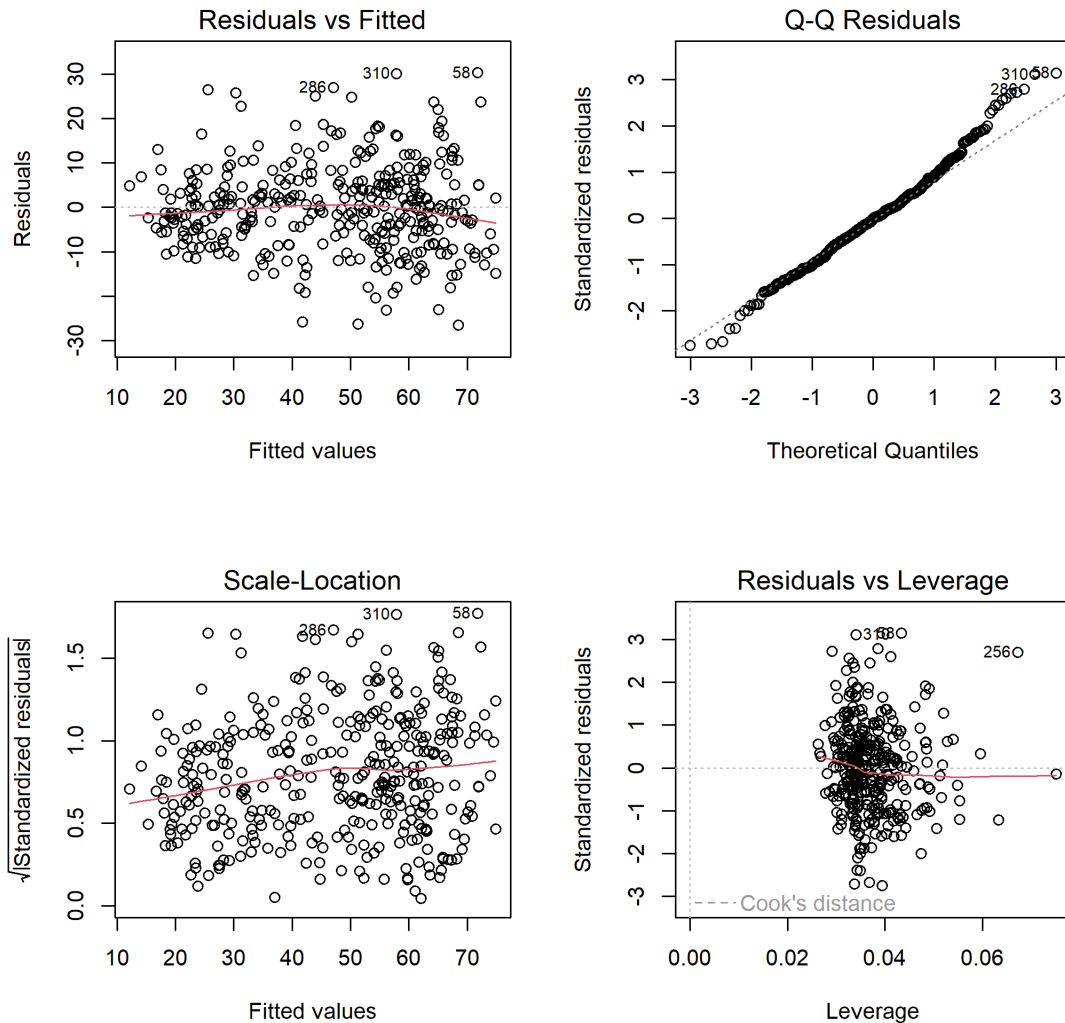 Residuals vs Fitted
Residuals
30
20
10
0
-10
-30
286
310
58
10 20 30 40 50 60 70
Fitted values
Q-Q Residuals
Standardized residuals
3
2
1
0
-1
-2
310
58
286
-3 -2 -1 0 1 2 3
Theoretical Quantiles
Scale-Location
√|Standardized residuals|
1.5
1.0
0.5
0.0
286
310
58
10 20 30 40 50 60 70
Fitted values
Residuals vs Leverage
Standardized residuals
3
2
1
0
-1
-2
-3
310
58
256
Cook's distance
0.00 0.02 0.04 0.06
Leverage